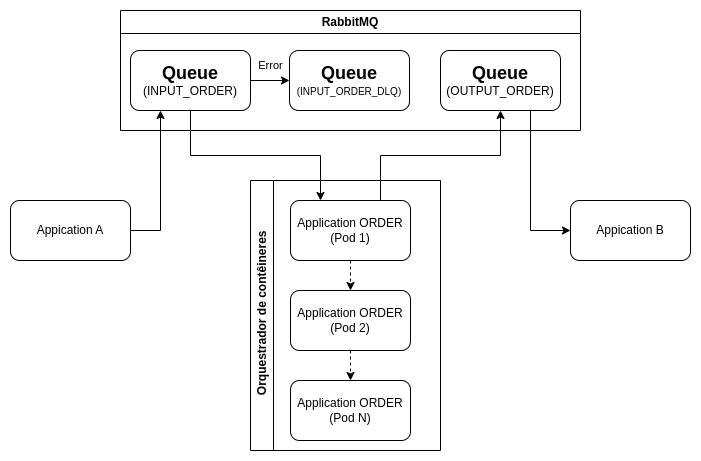 RabbitMQ
Queue
(INPUT_ORDER)
Error
Queue
(INPUT_ORDER_DLQ)
Queue
(OUTPUT_ORDER)
Appication A
Appication B
Orquestrador de contêineres
Application ORDER
(Pod 1)
Application ORDER
(Pod 2)
Application ORDER
(Pod N)